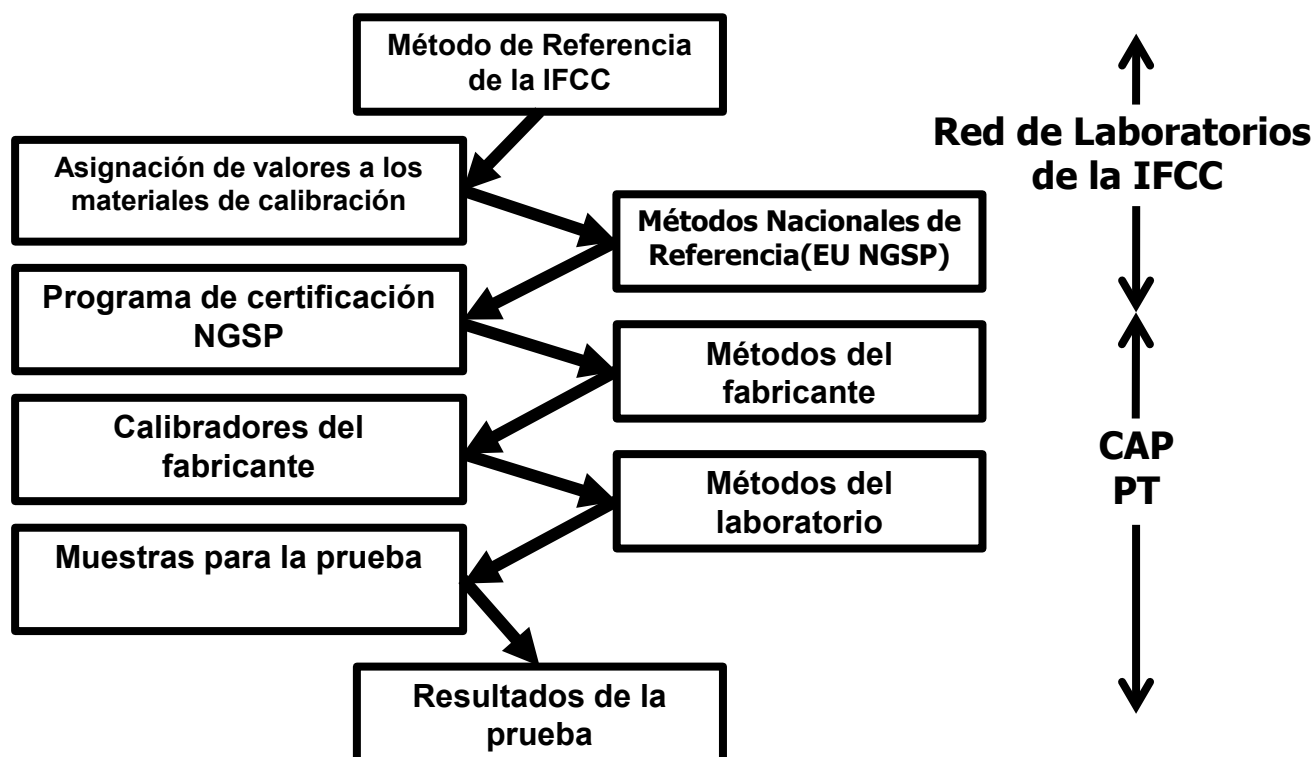 Método de Referencia
de la IFCC
Asignación de valores a los
materiales de calibración
Métodos Nacionales de
Referencia(EU NGSP)
Programa de certificación
NGSP
Métodos del
fabricante
Calibradores del
fabricante
Métodos del
laboratorio
Muestras para la prueba
Resultados de la
prueba
Red de Laboratorios
de la IFCC
CAP
PT